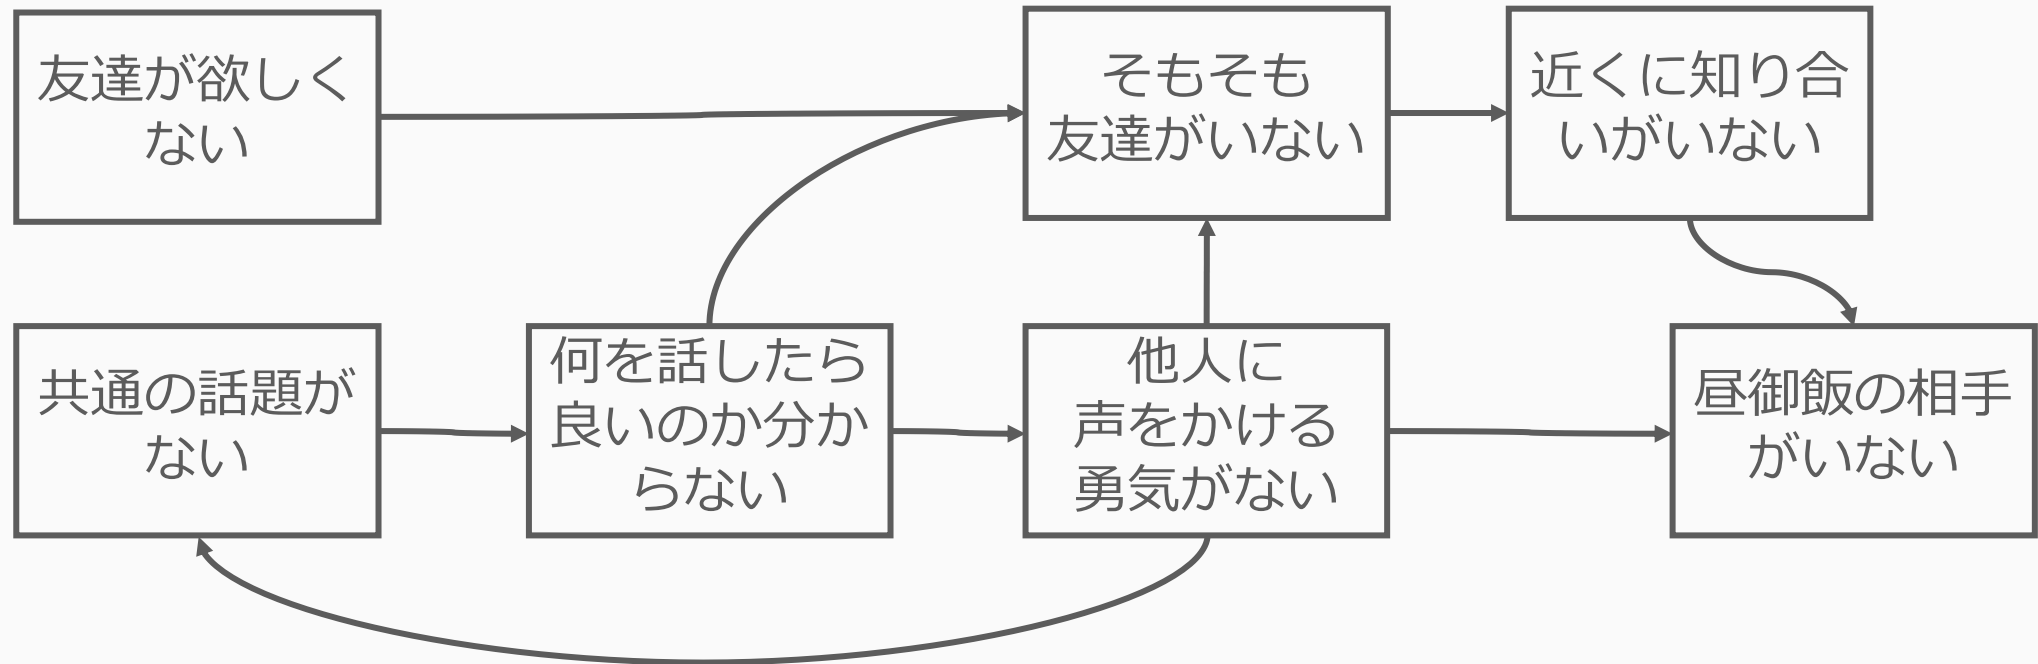 友達が欲しく
ない
そもそも
友達がいない
近くに知り合
いがいない
共通の話題が
ない
何を話したら
良いのか分か
らない
他人に
声をかける
勇気がない
昼御飯の相手
がいない